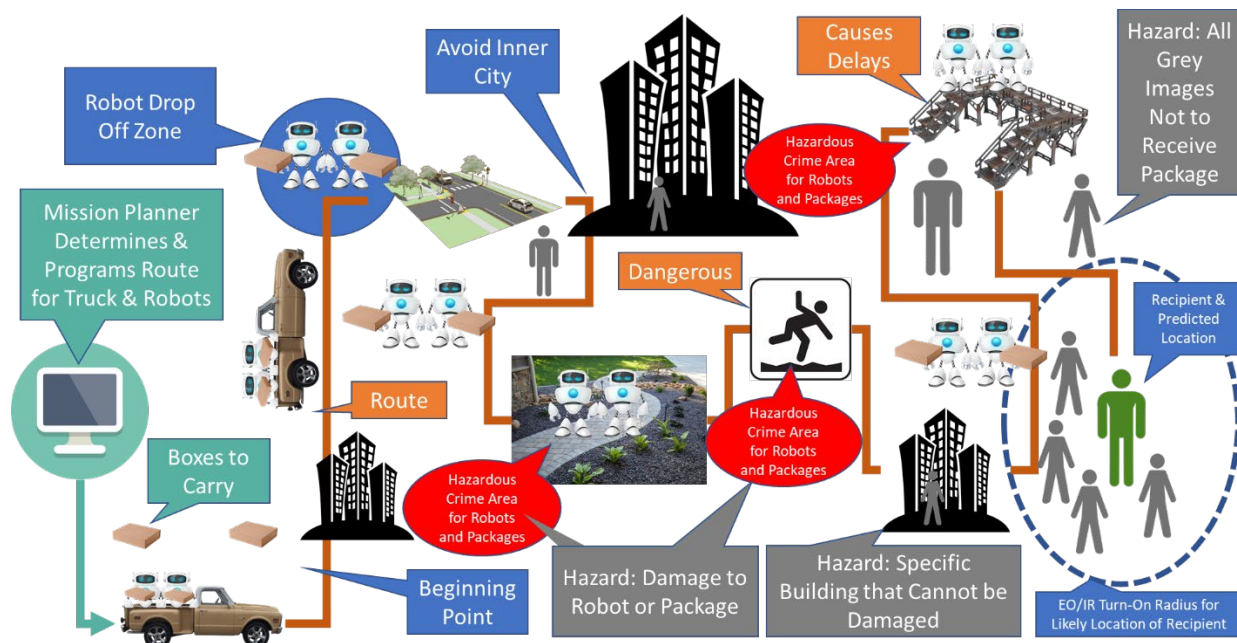 Robot Drop
Off Zone
Avoid Inner
City
Causes
Delays
Hazard: All
Grey
Images
Not to
Receive
Package
Hazardous
Crime Area
for Robots
and Packages
Mission Planner
Determines &
Programs Route
for Truck & Robots
Dangerous
Recipient &
Predicted
Location
Route
Hazardous
Crime Area
for Robots
and Packages
Boxes to
Carry
Hazardous
Crime Area
for Robots
and Packages
Beginning
Point
Hazard: Damage to
Robot or Package
Hazard: Specific
Building that Cannot be
Damaged
EO/IR Turn-On Radius for
Likely Location of Recipient